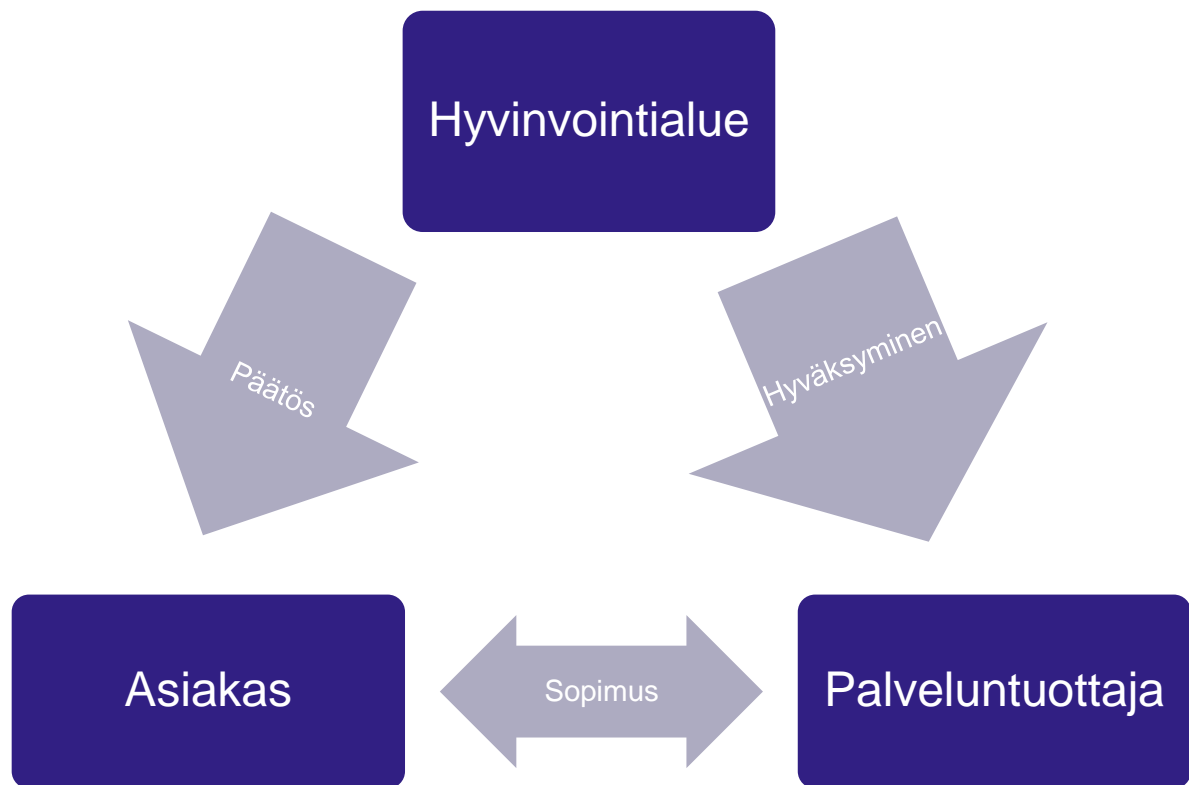 Hyvinvointialue
Päätös
Hyväksyminen
Asiakas
Sopimus
Palveluntuottaja